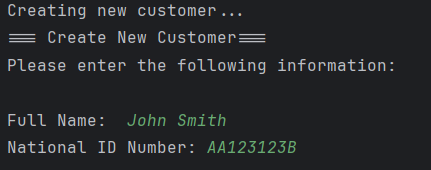 Creating new customer...
=== Create New Customer===
Please enter the following information:
Full Name: John Smith
National ID Number: AA123123B